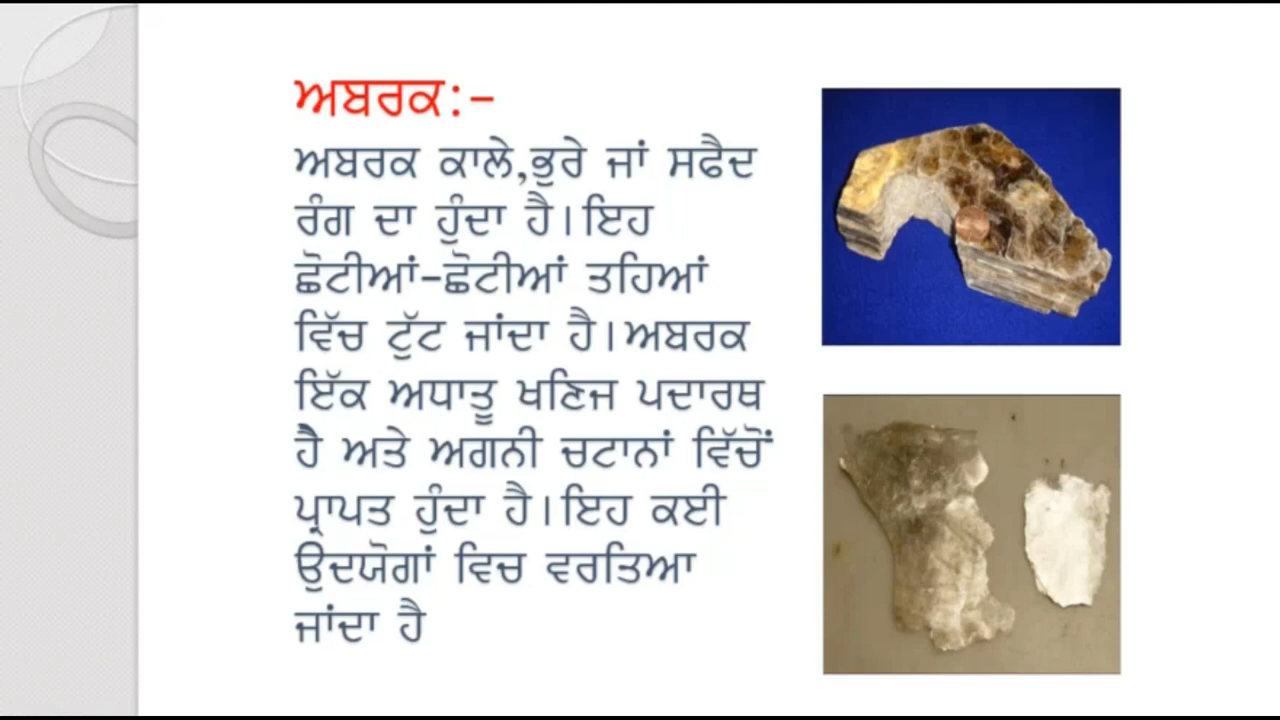 ਅਬਰਕ:-
ਅਬਰਕ ਕਾਲੇ,ਭੁਰੇ ਜਾਂ ਸਫੈਦ
ਰੰਗ ਦਾ ਹੁੰਦਾ ਹੈ।ਇਹ
ਛੋਟੀਆਂ-ਛੋਟੀਆਂ ਤਹਿਆਂ
ਵਿੱਚ ਟੁੱਟ ਜਾਂਦਾ ਹੈ।ਅਬਰਕ
ਇੱਕ ਅਧਾਤੂ ਖਣਿਜ ਪਦਾਰਥ
ਹੈ ਅਤੇ ਅਗਨੀ ਚਟਾਨਾਂ ਵਿੱਚੋਂ
ਪ੍ਰਾਪਤ ਹੁੰਦਾ ਹੈ।ਇਹ ਕਈ
ਉਦਯੋਗਾਂ ਵਿਚ ਵਰਤਿਆ
ਜਾਂਦਾ ਹੈ